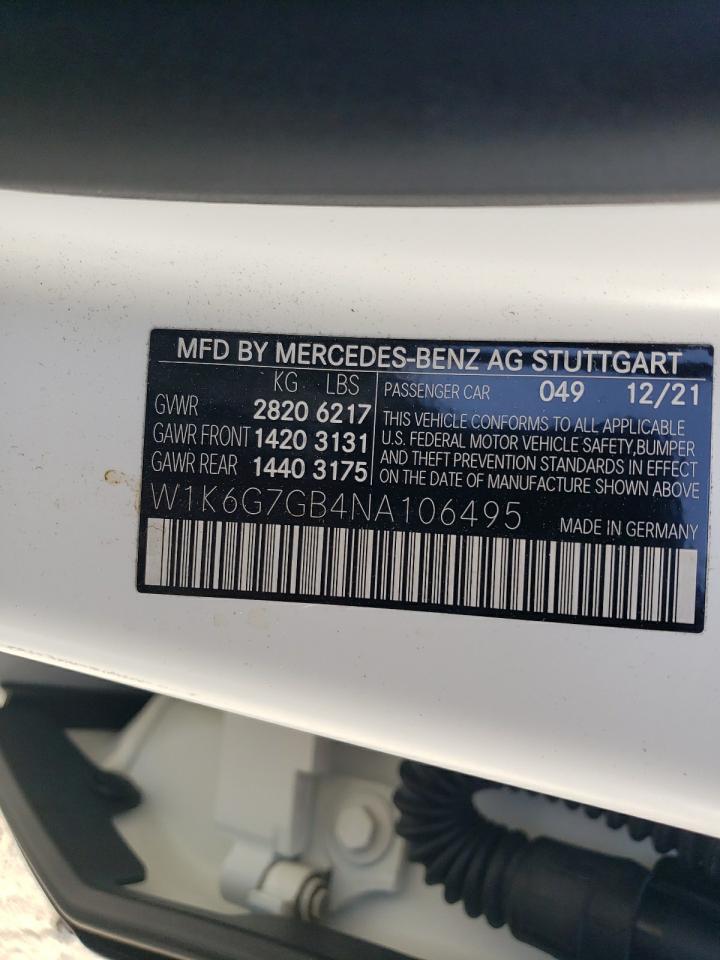 MFD BY MERCEDES-BENZ AG STUTTGART
KG LBS
GVWR 2820 6217
GAWR FRONT 1420 3131
GAWR REAR 1440 3175
PASSENGER CAR 049 12/21
THIS VEHICLE CONFORMS TO ALL APPLICABLE
U.S. FEDERAL MOTOR VEHICLE SAFETY,BUMPER
AND THEFT PREVENTION STANDARDS IN EFFECT
ON THE DATE OF MANUFACTURE SHOWN ABOVE
W1K6G7GB4NA106495 MADE IN GERMANY